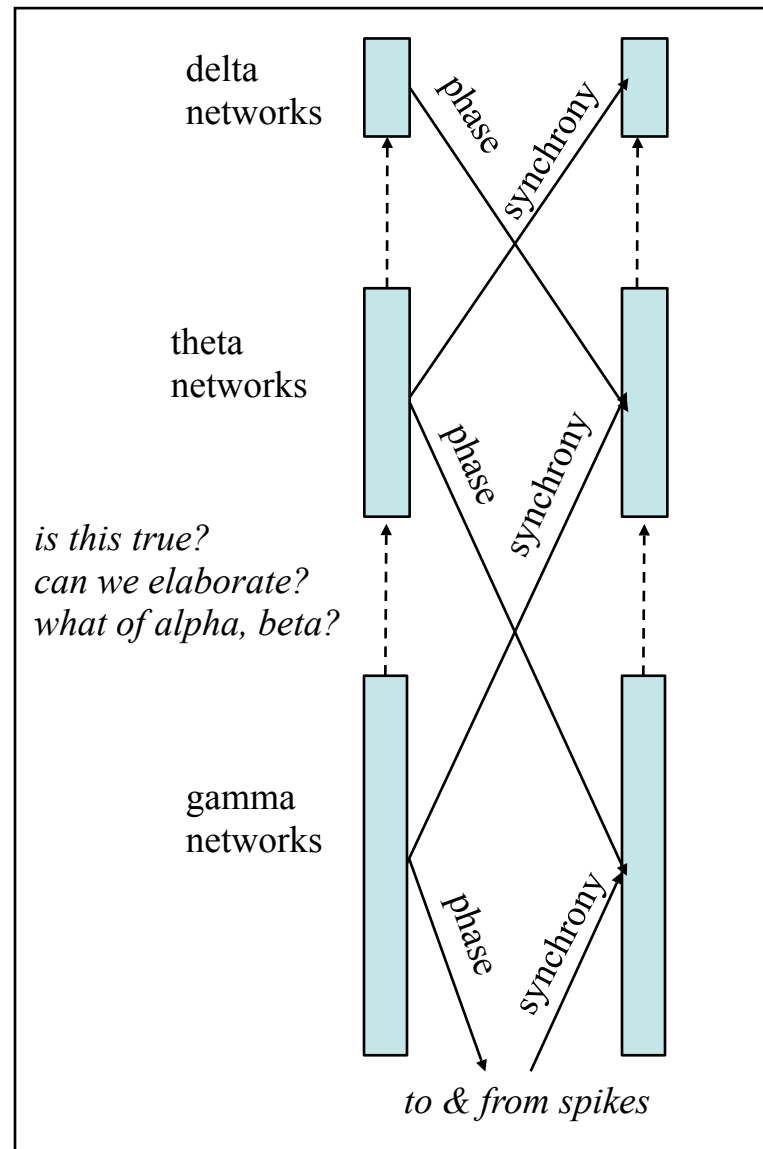 delta
networks
phase
synchrony
theta
networks
phase
synchrony
is this true?
can we elaborate?
what of alpha, beta?
gamma
networks
phase
synchrony
to & from spikes